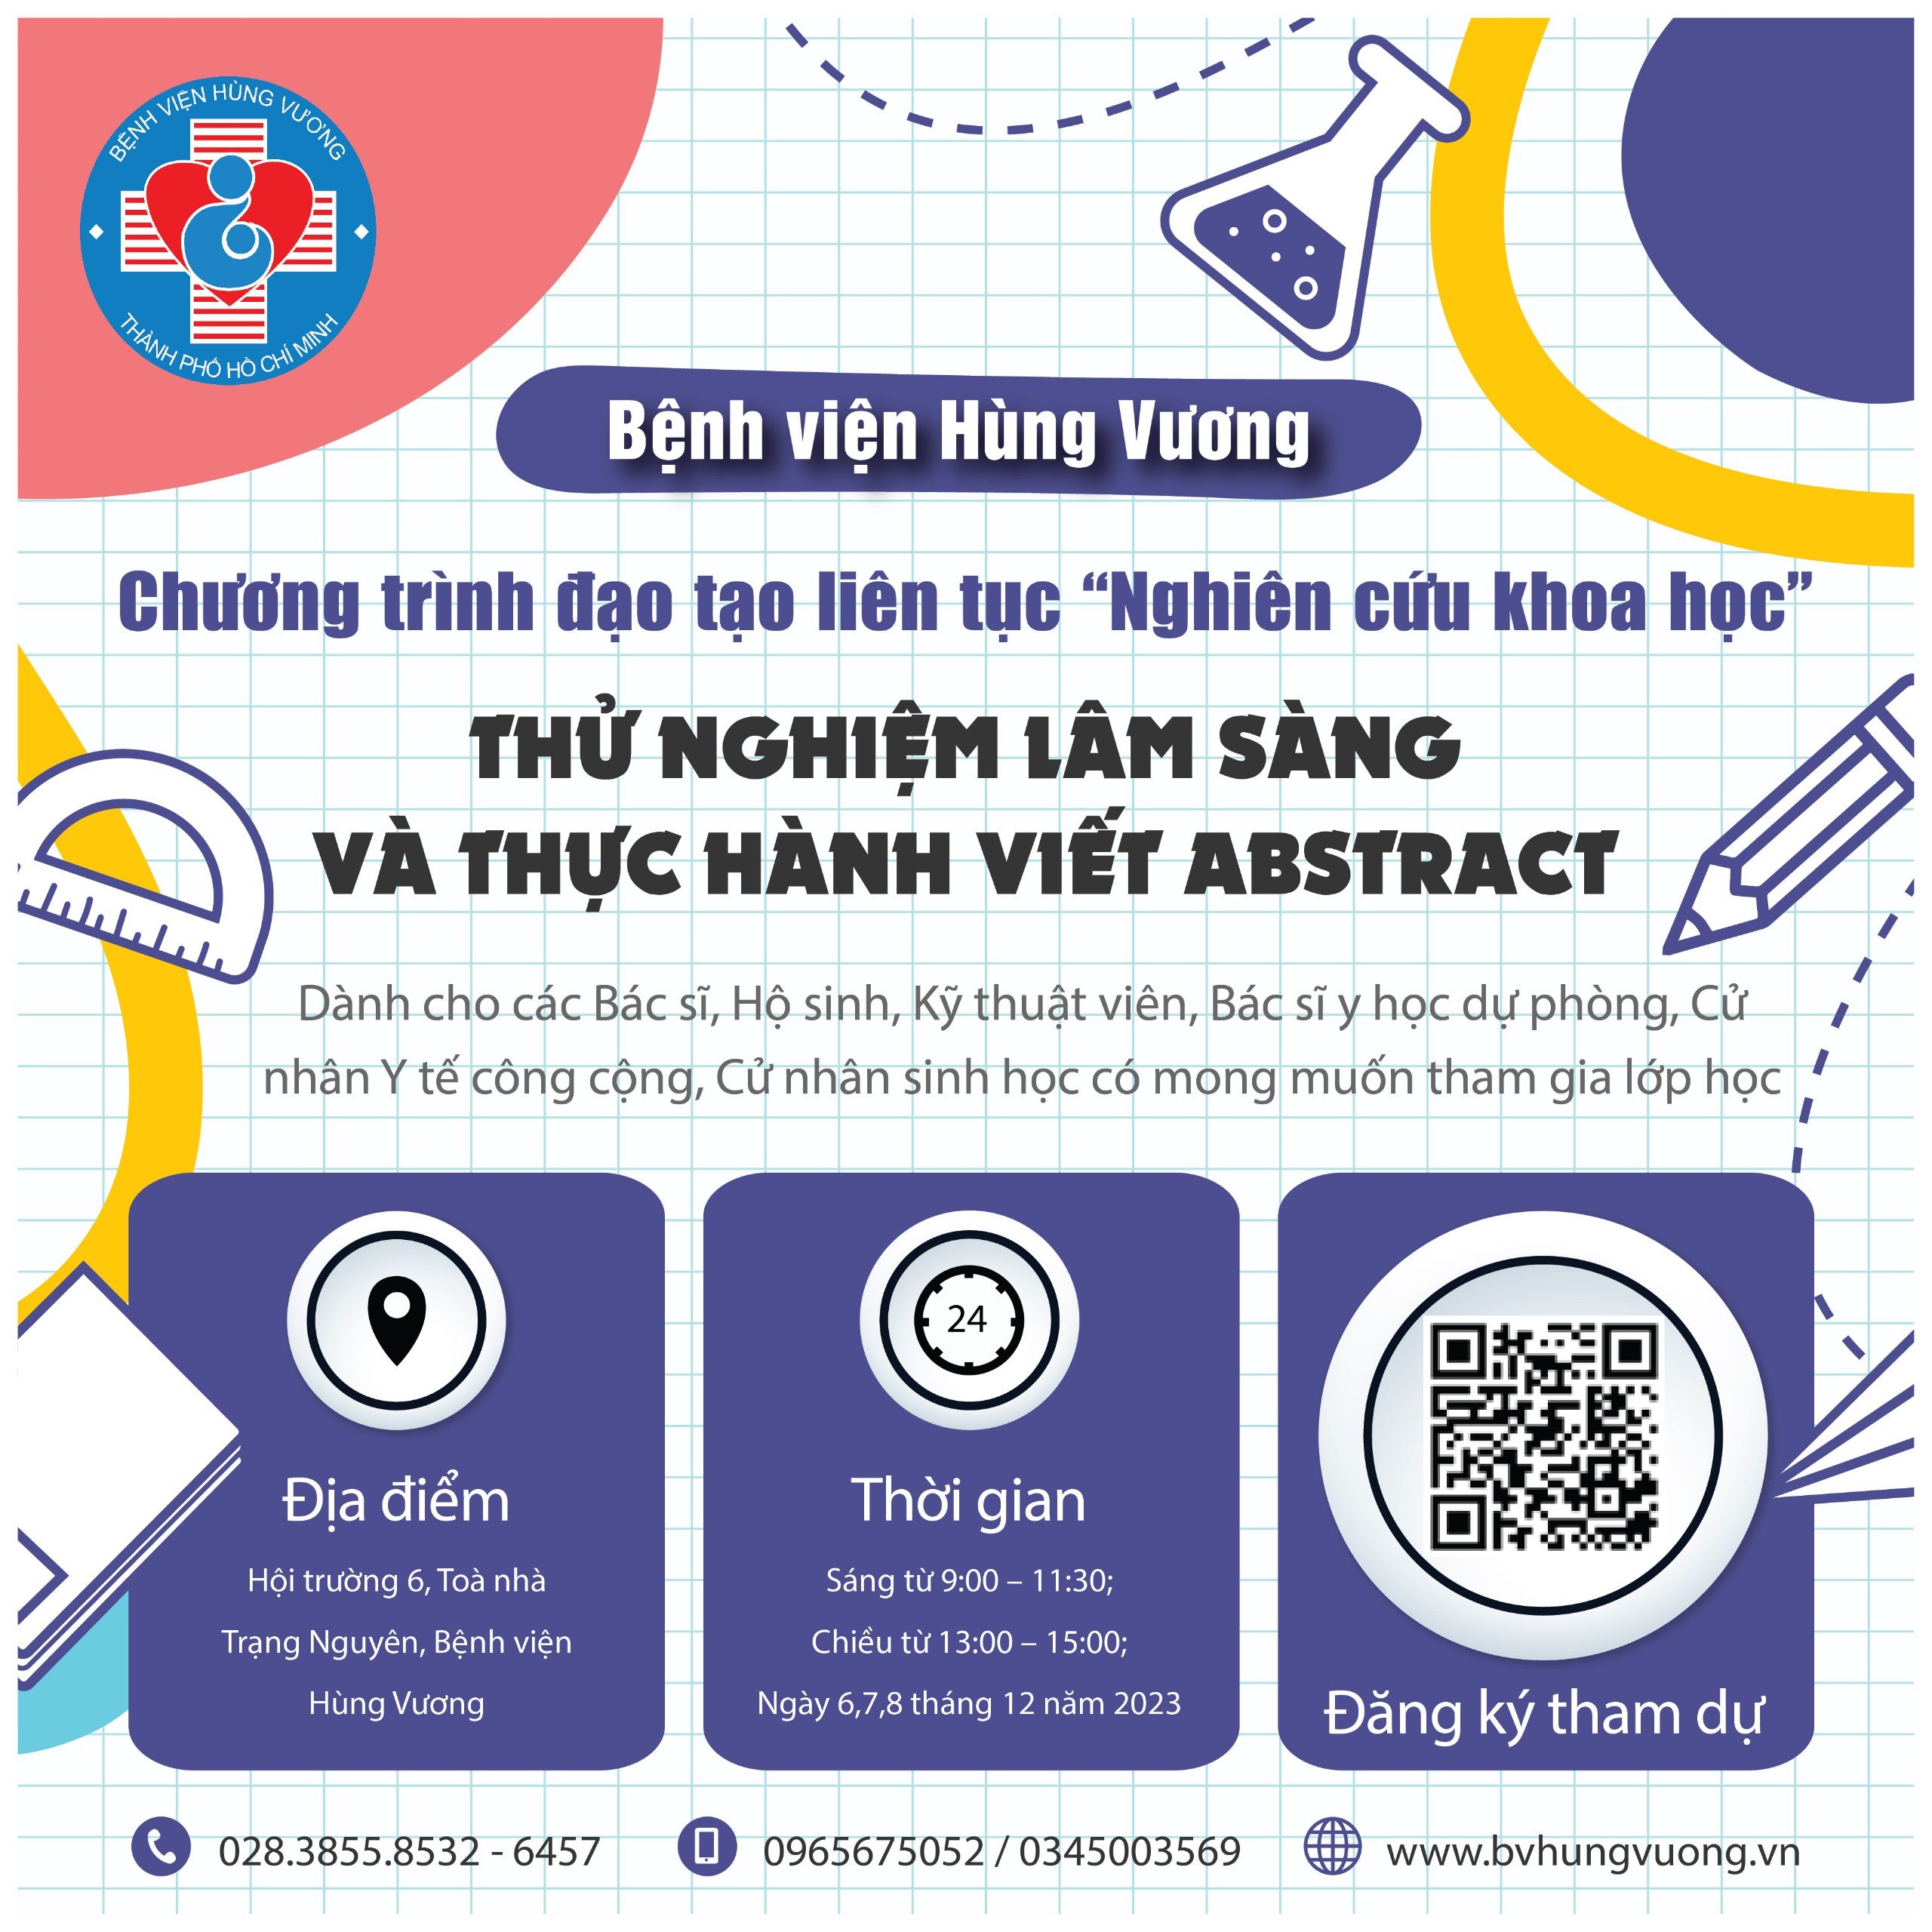 BỆNH VIỆN HÙNG VƯƠNG
THÀNH PHỐ HỒ CHÍ MINH
Bệnh viện Hùng Vương
Chương trình đạo tạo liên tục “Nghiên cứu khoa học”
THỬ NGHIỆM LÂM SÀNG
VÀ THỰC HÀNH VIẾT ABSTRACT
Dành cho các Bác sĩ, Hộ sinh, Kỹ thuật viên, Bác sĩ y học dự phòng, Cử
nhân Y tế công cộng, Cử nhân sinh học có mong muốn tham gia lớp học
Địa điểm
Hội trường 6, Toà nhà
Trạng Nguyên, Bệnh viện
Hùng Vương
24
Thời gian
Sáng từ 9:00 – 11:30;
Chiều từ 13:00 – 15:00;
Ngày 6,7,8 tháng 12 năm 2023
Đăng ký tham dự
028.3855.8532 - 6457
0965675052 / 0345003569
www.bvhungvuong.vn